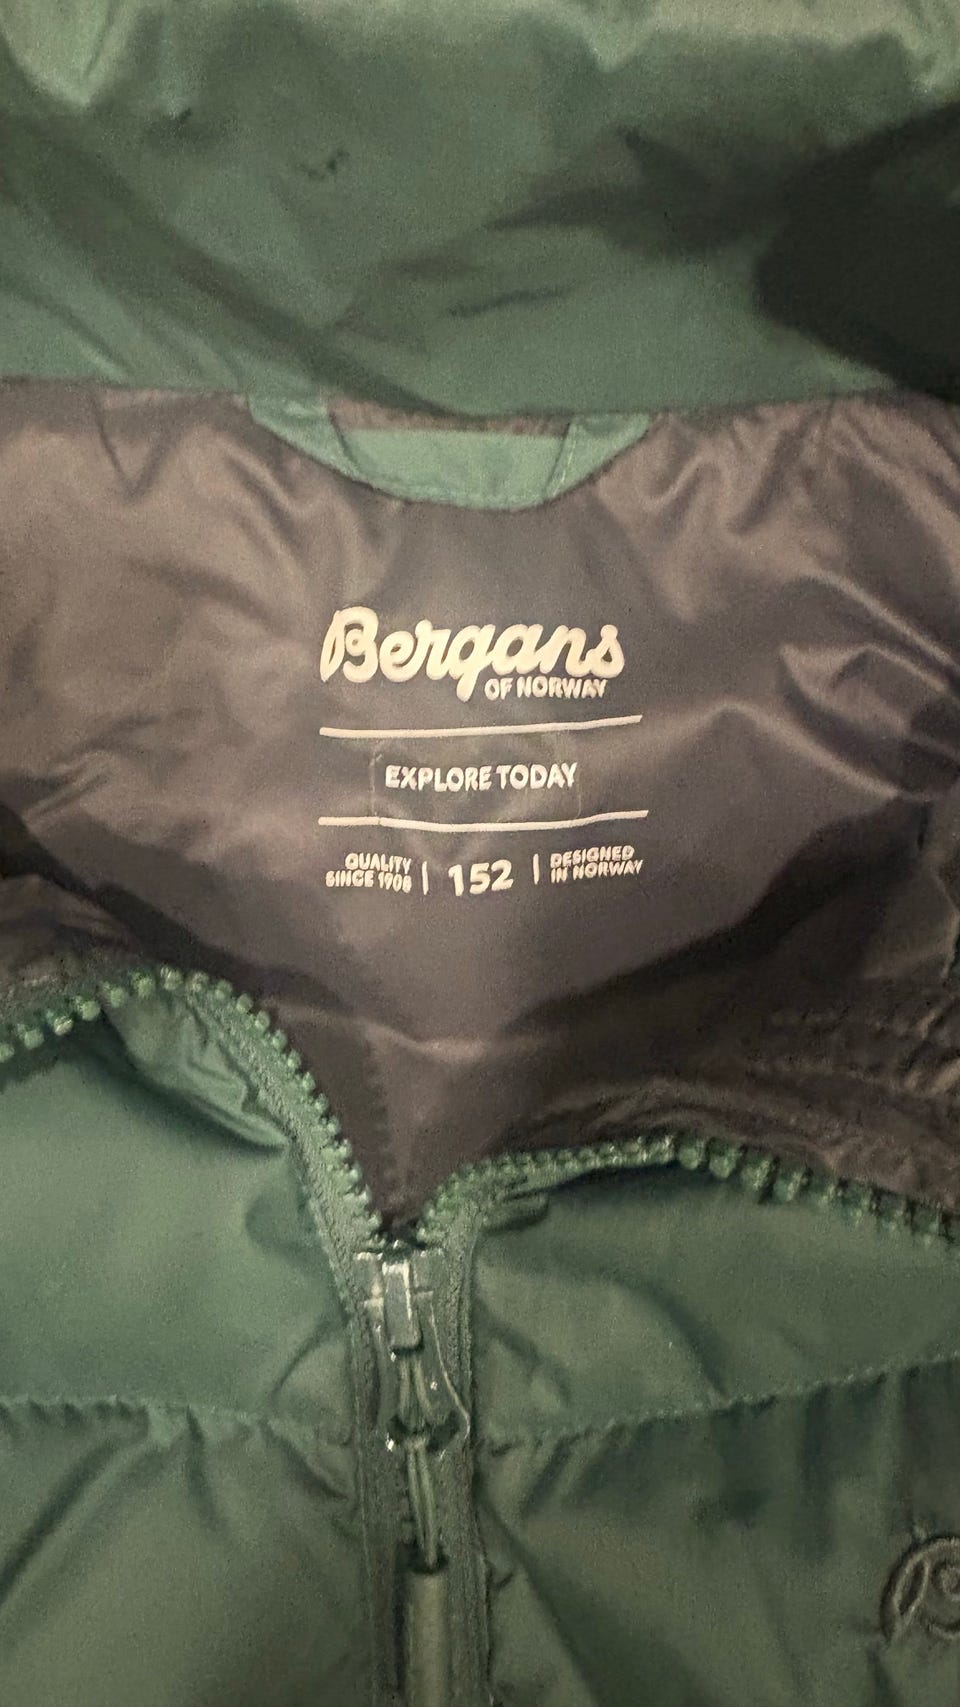 Bergans
OF NORWAY
EXPLORE TODAY
QUALITY
SINCE 1908
| 152 |
DESIGNED
IN NORWAY